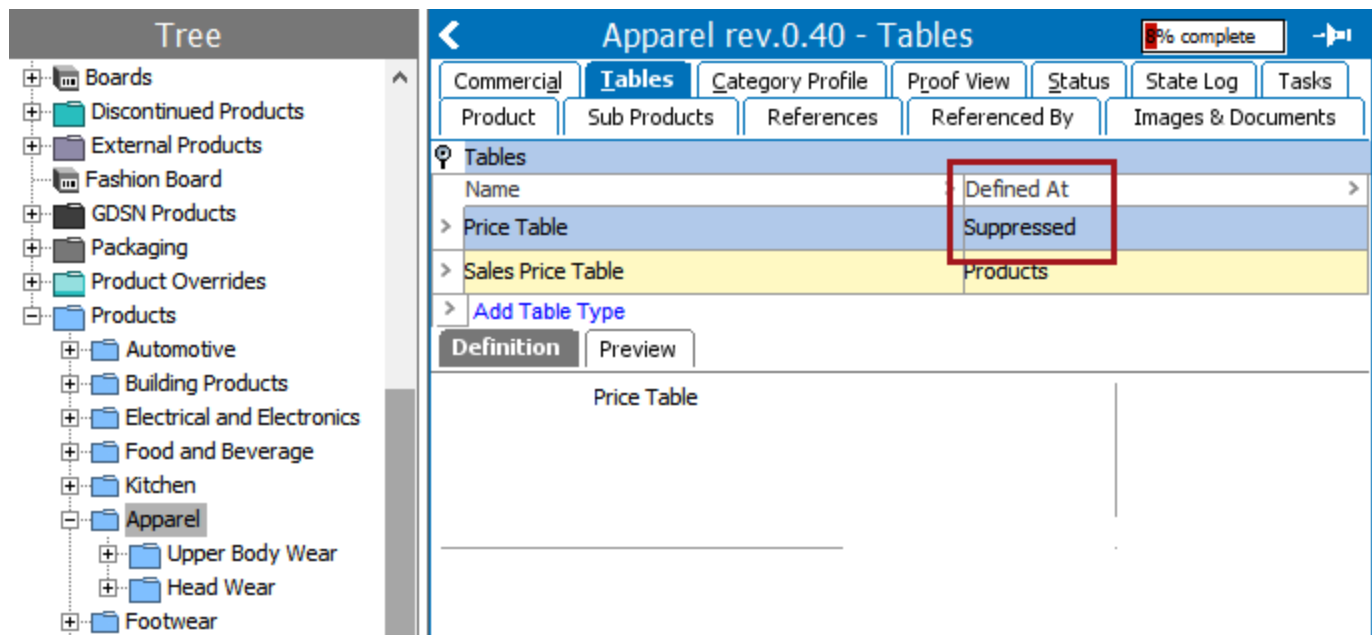 Tree
Boards
Discontinued Products
External Products
Fashion Board
GDSN Products
Packaging
Product Overrides
Products
Automotive
Building Products
Electrical and Electronics
Food and Beverage
Kitchen
Apparel
Upper Body Wear
Head Wear
Footwear
Apparel rev.0.40 - Tables
8% complete
Commercial Tables Category Profile Proof View Status State Log Tasks
Product Sub Products References Referenced By Images & Documents
Tables
Name > Defined At >
> Price Table Suppressed
> Sales Price Table Products
> Add Table Type
Definition Preview
Price Table